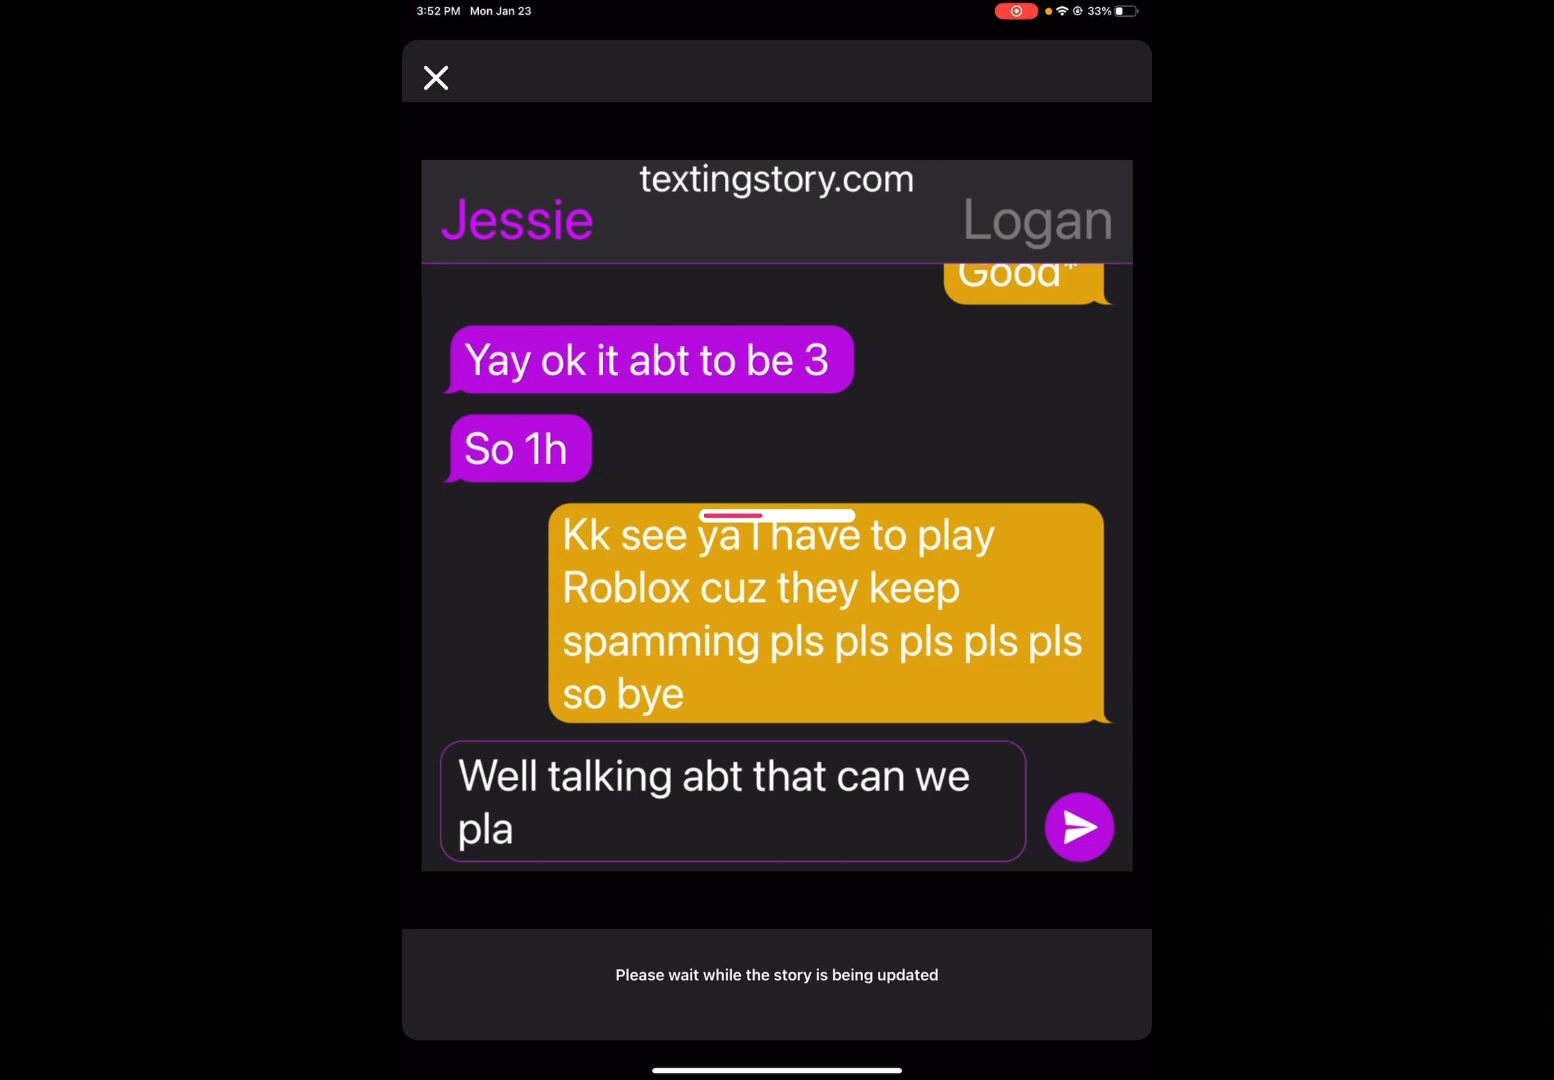 3:52 PM Mon Jan 23
33%
textingstory.com
Jessie
Logan
Good*
Yay ok it abt to be 3
So 1h
Kk see ya I have to play
Roblox cuz they keep
spamming pls pls pls pls pls
so bye
Well talking abt that can we
pla
Please wait while the story is being updated